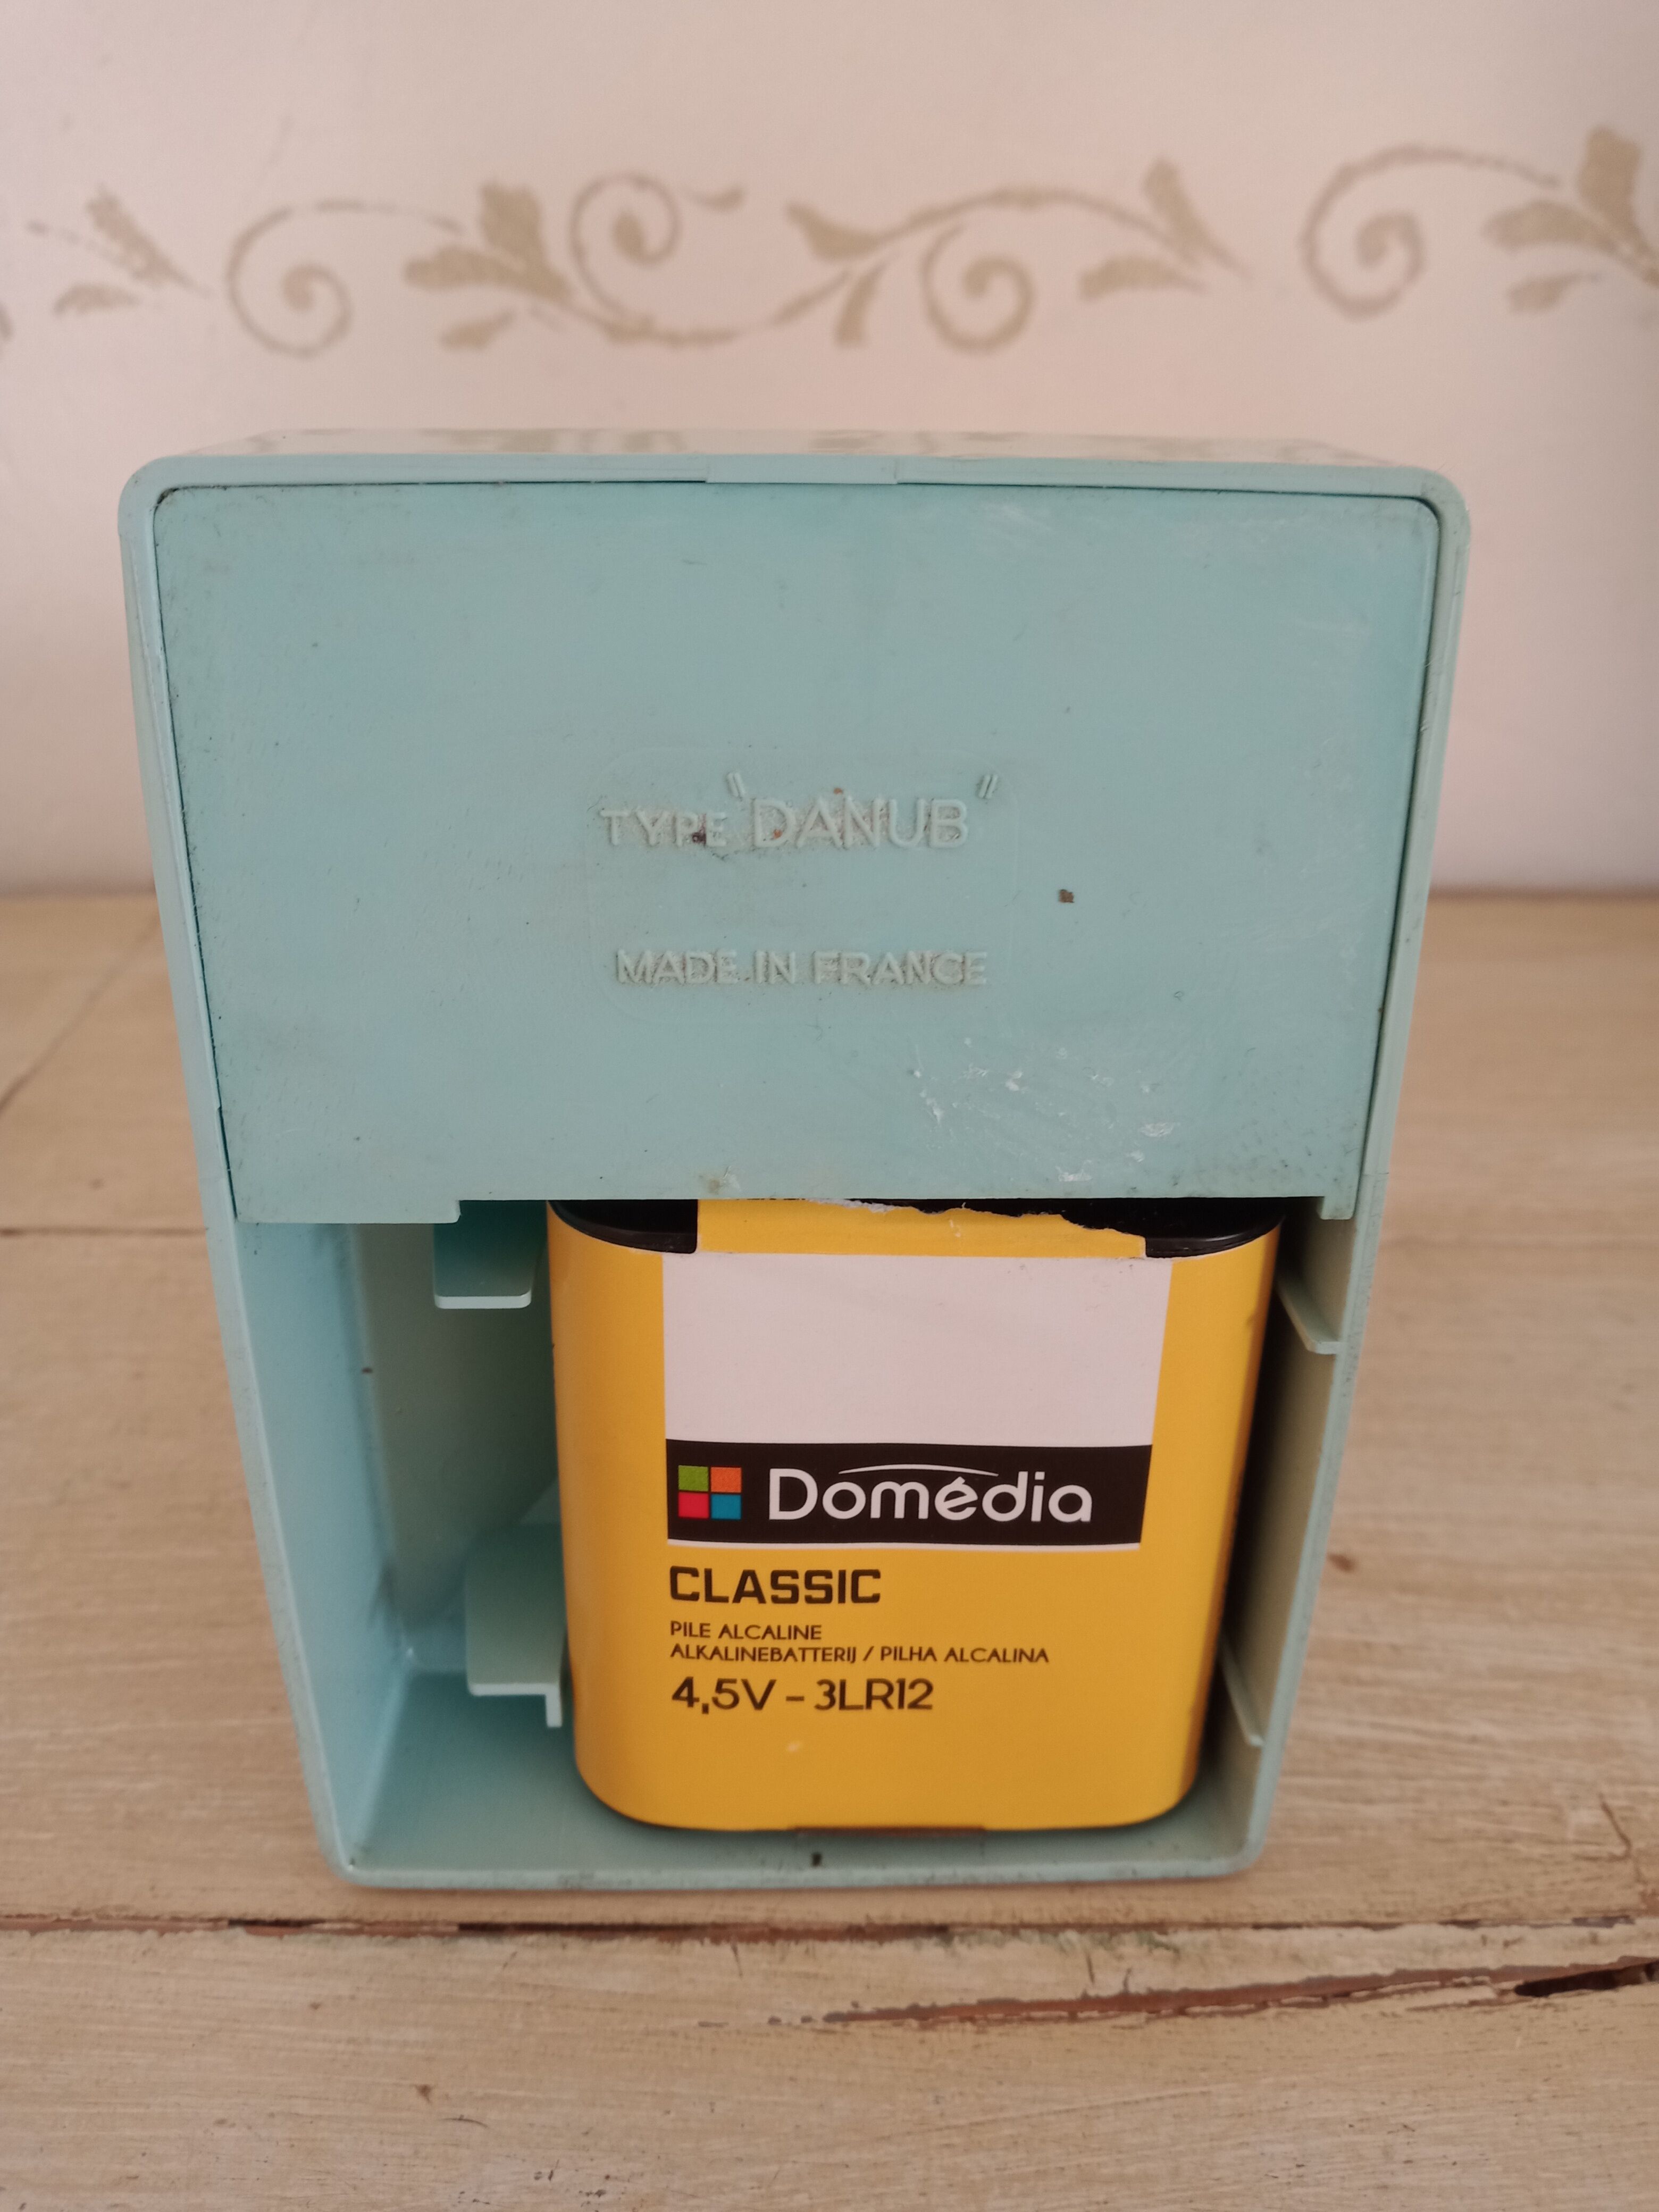 TYPE "DANUB"
MADE IN FRANCE
Domédia
CLASSIC
PILE ALCALINE
ALKALINEBATTERIJ / PILHA ALCALINA
4,5V - 3LR12